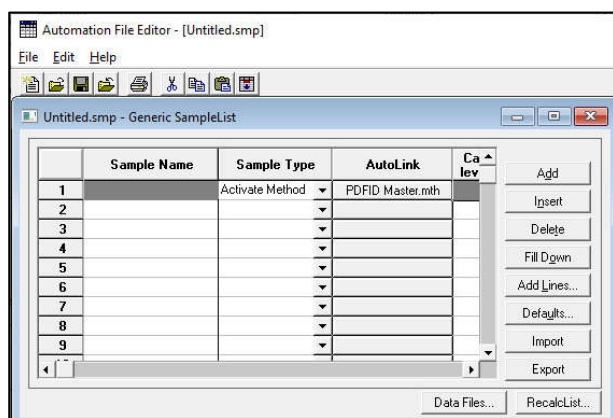 Automation File Editor - [Untitled.smp]
File Edit Help
Untitled.smp - Generic SampleList
Sample Name Sample Type AutoLink Ca lev
1 Activate Method PDFID Master.mth
2
3
4
5
6
7
8
9
Add
Insert
Delete
Fill Down
Add Lines...
Defaults...
Import
Export
Data Files... RecalcList...